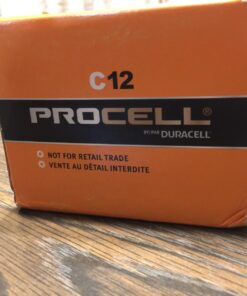 C12
PROCELL®
BY/PAR DURACELL®
NOT FOR RETAIL TRADE
VENTE AU DÉTAIL INTERDITE